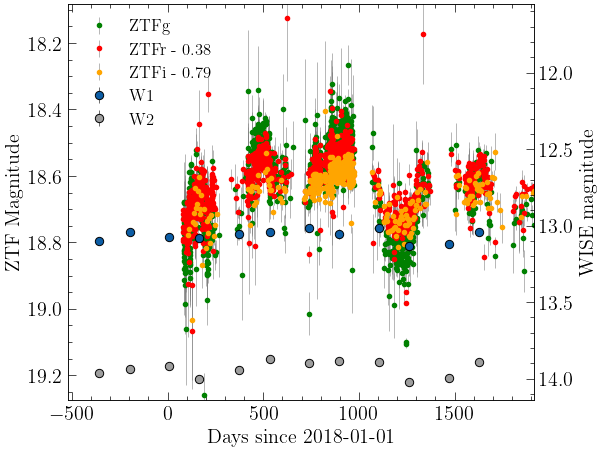 ZTFg
ZTFr - 0.38
ZTFi - 0.79
W1
W2
18.2
18.4
18.6
18.8
19.0
19.2
ZTF Magnitude
12.0
12.5
13.0
13.5
14.0
WISE magnitude
−500 0 500 1000 1500
Days since 2018-01-01